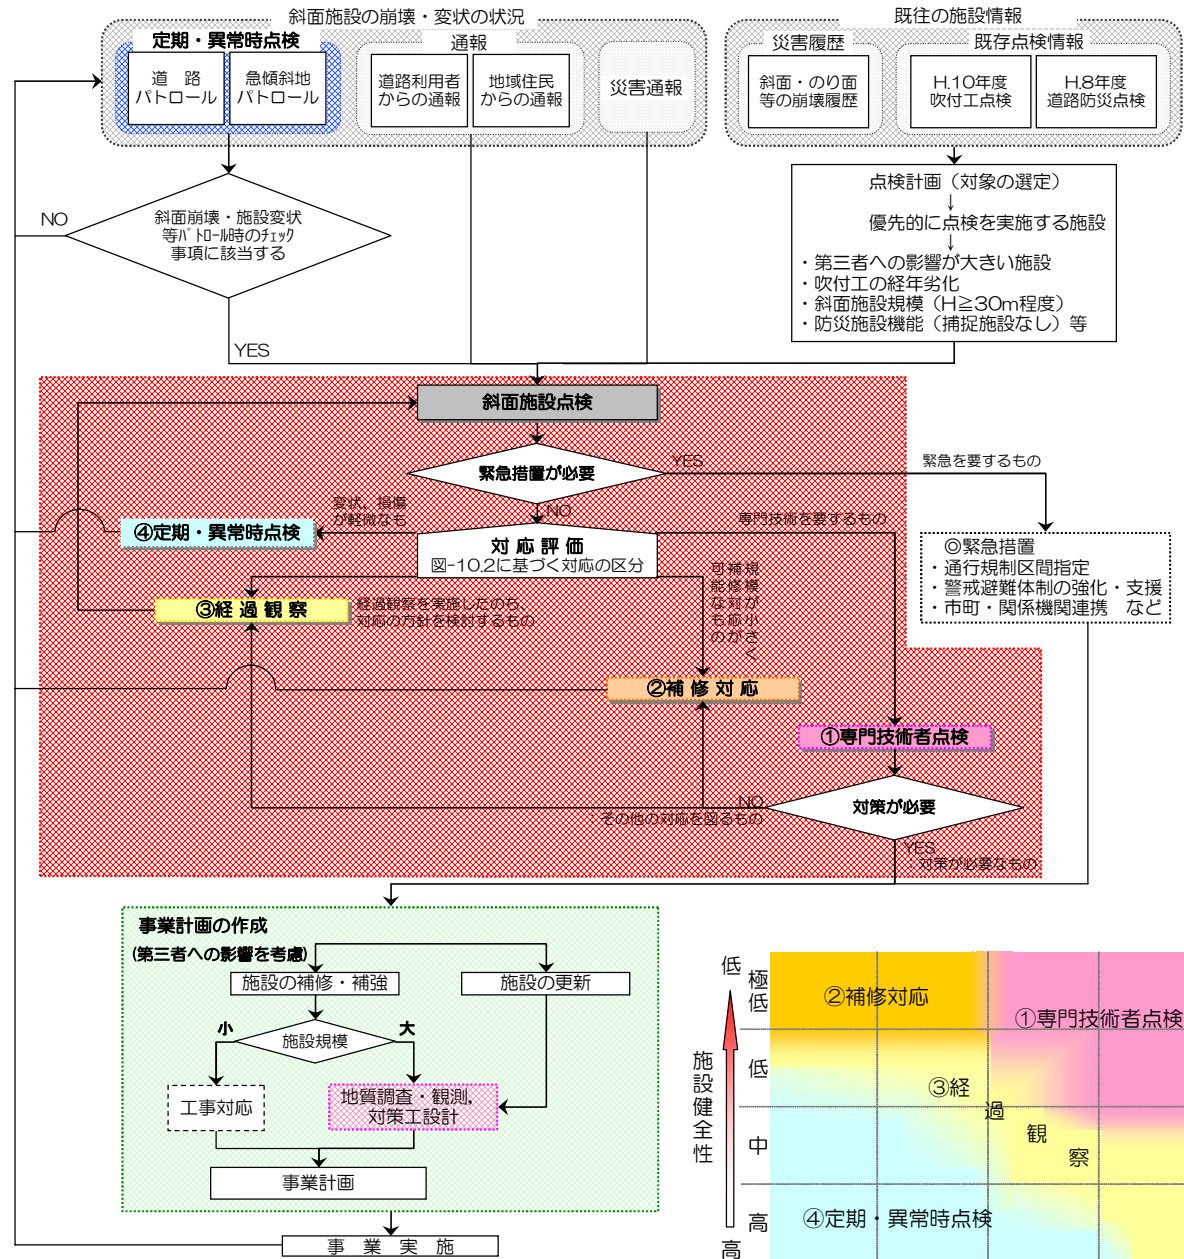 斜面施設の崩壊・変状の状況
定期・異常時点検
道　路
パトロール
急傾斜地
パトロール
通報
道路利用者
からの通報
地域住民
からの通報
災害通報
既往の施設情報
災害履歴
斜面・のり面
等の崩壊履歴
既存点検情報
H.10年度
吹付工点検
H.8年度
道路防災点検
NO
斜面崩壊・施設変状
等パトロール時のチェック
事項に該当する
YES
点検計画（対象の選定）
↓
優先的に点検を実施する施設
↓
・第三者への影響が大きい施設
・吹付工の経年劣化
・斜面施設規模（H≧30m程度）
・防災施設機能（捕捉施設なし）等
斜面施設点検
緊急措置が必要
YES
緊急を要するもの
NO
変状、損傷
が軽微なも
④定期・異常時点検
対 応 評 価
図-10.2に基づく対応の区分
専門技術を要するもの
◎緊急措置
・通行規制区間指定
・警戒避難体制の強化・支援
・市町・関係機関連携　など
③経 過 観 察
経過観察を実施したのち、
対応の方針を検討するもの
規模が小さく
補修対応が
可能なもの
②補 修 対 応
①専門技術者点検
対策が必要
NO
：その他の対応を図るもの
YES
：対策が必要なもの
事業計画の作成
(第三者への影響を考慮)
施設の補修・補強
施設の更新
小
施設規模
大
工事対応
地質調査・観測,
対策工設計
事業計画
事　業　実　施
低
施設健全性
高
極低
低
中
高
②補修対応
①専門技術者点検
③経過観察
④定期・異常時点検